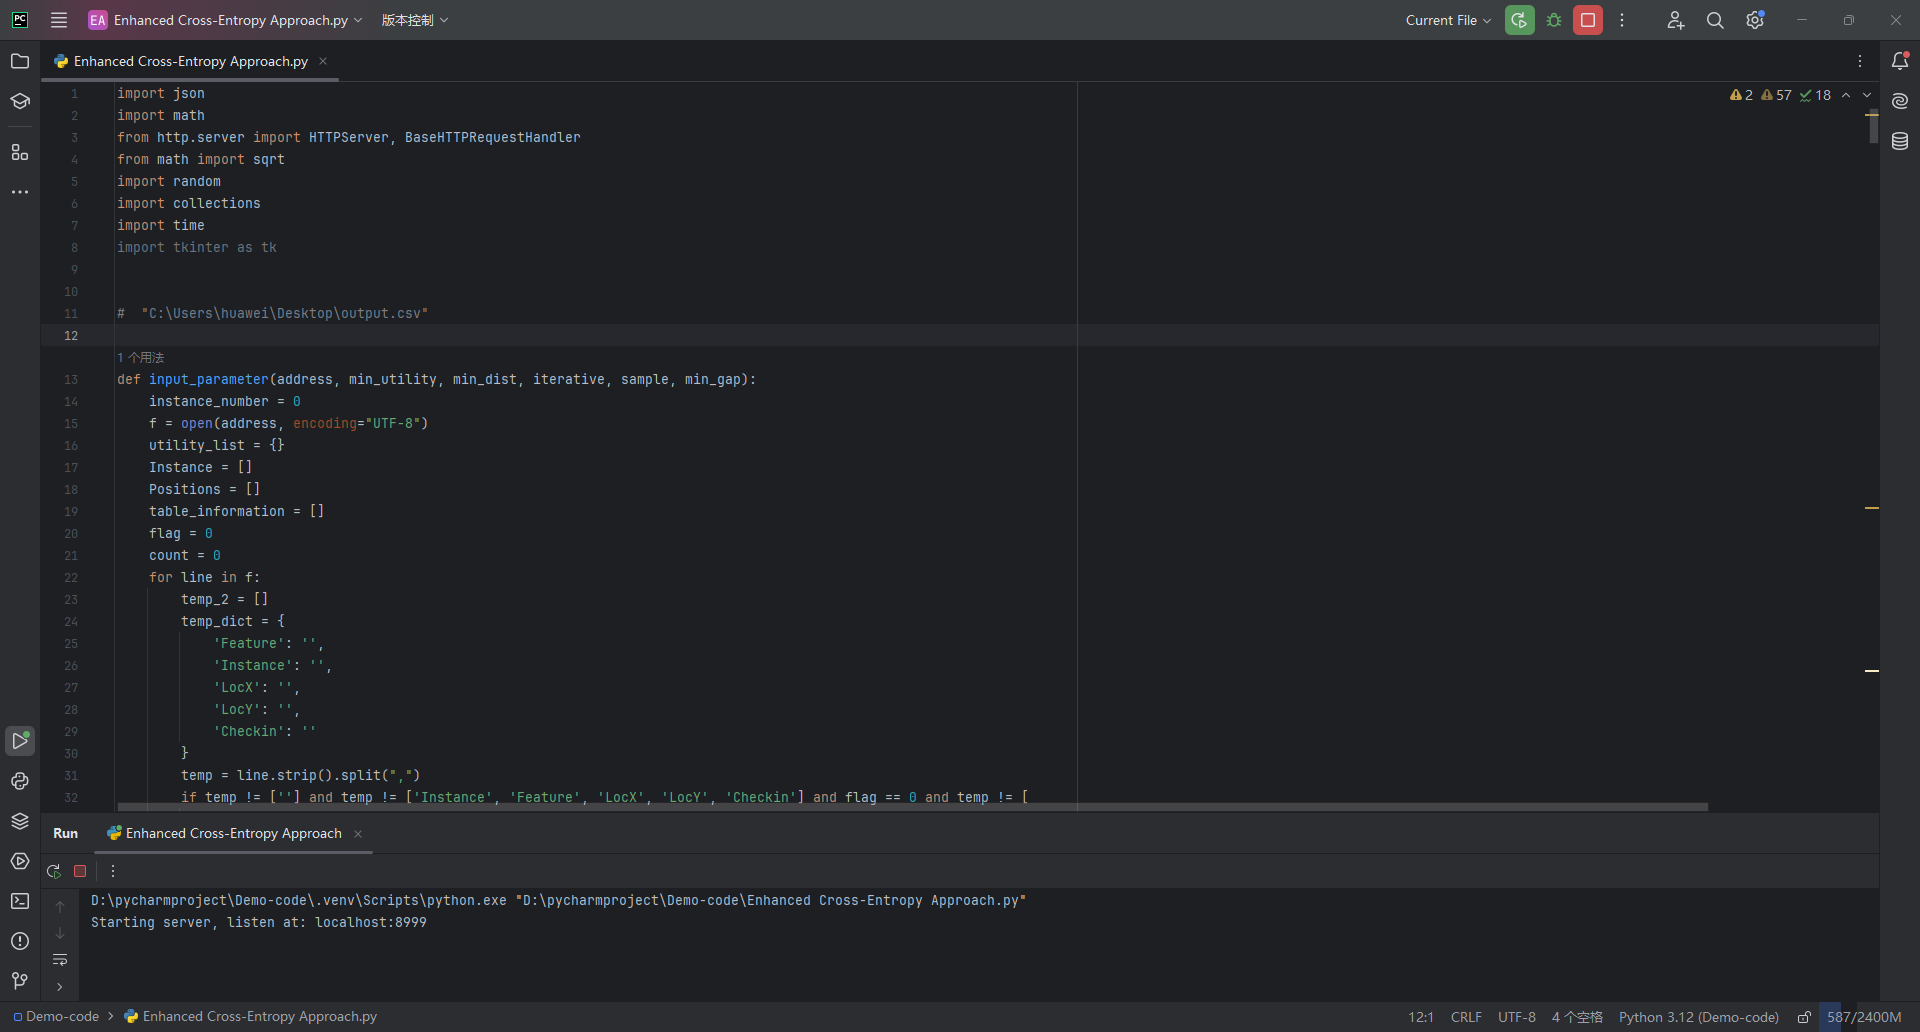 PC EA Enhanced Cross-Entropy Approach.py 版本控制 Current File
Enhanced Cross-Entropy Approach.py
2 57 18
1 import json
2 import math
3 from http.server import HTTPServer, BaseHTTPRequestHandler
4 from math import sqrt
5 import random
6 import collections
7 import time
8 import tkinter as tk
9
10
11 #  "C:\Users\huawei\Desktop\output.csv"
12
1 个用法
13 def input_parameter(address, min_utility, min_dist, iterative, sample, min_gap):
14     instance_number = 0
15     f = open(address, encoding="UTF-8")
16     utility_list = {}
17     Instance = []
18     Positions = []
19     table_information = []
20     flag = 0
21     count = 0
22     for line in f:
23         temp_2 = []
24         temp_dict = {
25             'Feature': '',
26             'Instance': '',
27             'LocX': '',
28             'LocY': '',
29             'Checkin': ''
30         }
31         temp = line.strip().split(",")
32         if temp != [''] and temp != ['Instance', 'Feature', 'LocX', 'LocY', 'Checkin'] and flag == 0 and temp != [
Run Enhanced Cross-Entropy Approach
D:\pycharmproject\Demo-code\.venv\Scripts\python.exe "D:\pycharmproject\Demo-code\Enhanced Cross-Entropy Approach.py"
Starting server, listen at: localhost:8999
Demo-code Enhanced Cross-Entropy Approach.py 12:1 CRLF UTF-8 4 个空格 Python 3.12 (Demo-code) 587/2400M